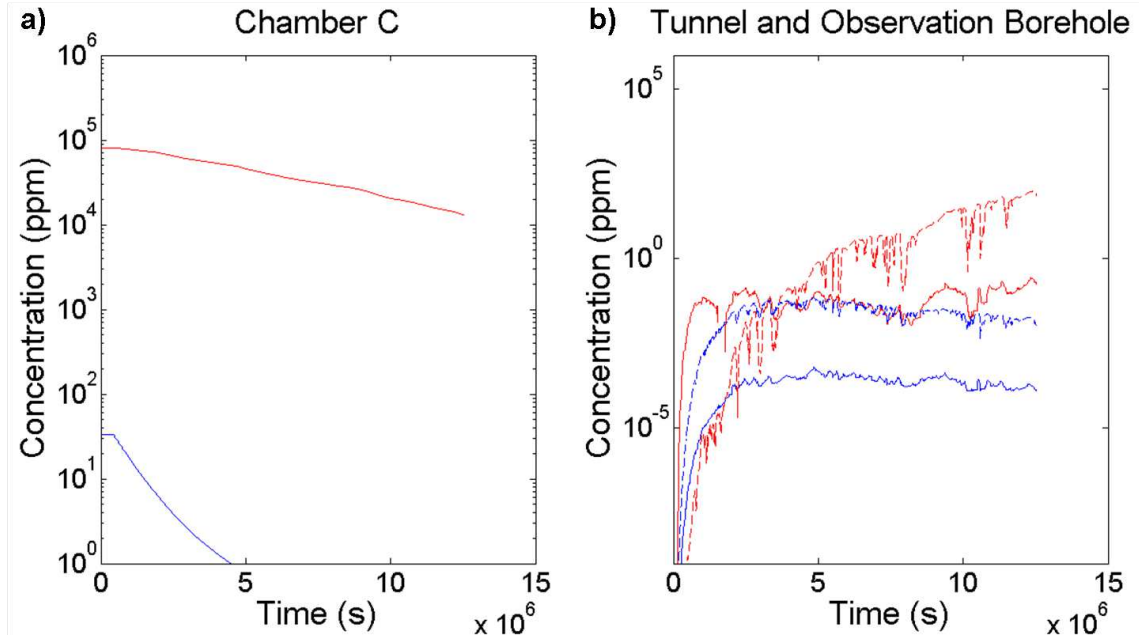 a) Chamber C
Concentration (ppm)
10^6
10^5
10^4
10^3
10^2
10^1
10^0
0 5 10 15
Time (s) x 10^6
b) Tunnel and Observation Borehole
Concentration (ppm)
10^5
10^0
10^-5
0 5 10 15
Time (s) x 10^6